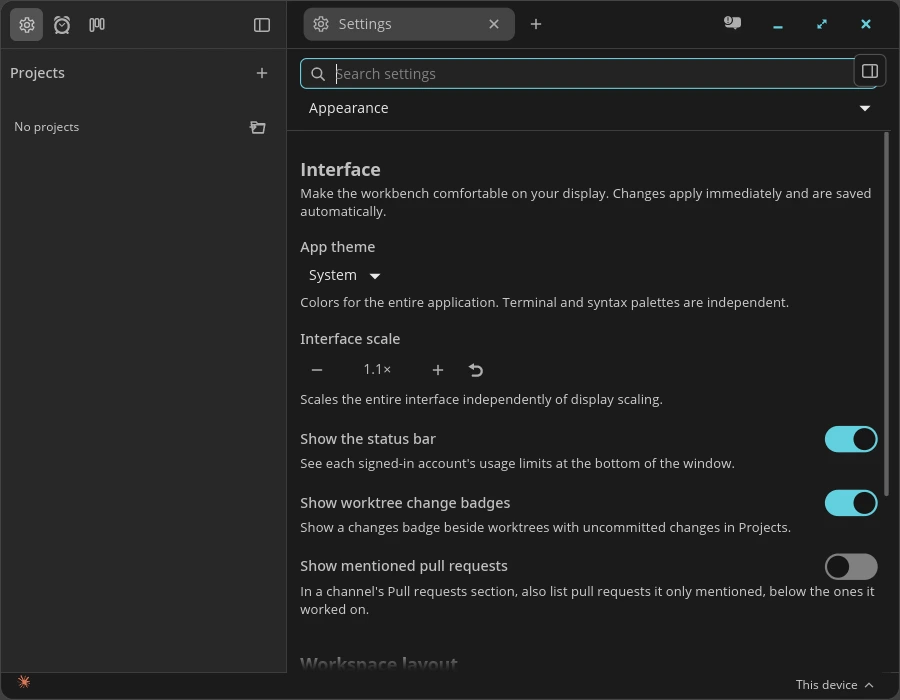 Settings
Projects
No projects
Search settings
Appearance
Interface
Make the workbench comfortable on your display. Changes apply immediately and are saved
automatically.
App theme
System
Colors for the entire application. Terminal and syntax palettes are independent.
Interface scale
1.1×
Scales the entire interface independently of display scaling.
Show the status bar
See each signed-in account's usage limits at the bottom of the window.
Show worktree change badges
Show a changes badge beside worktrees with uncommitted changes in Projects.
Show mentioned pull requests
In a channel's Pull requests section, also list pull requests it only mentioned, below the ones it
worked on.
Workspace layout
This device